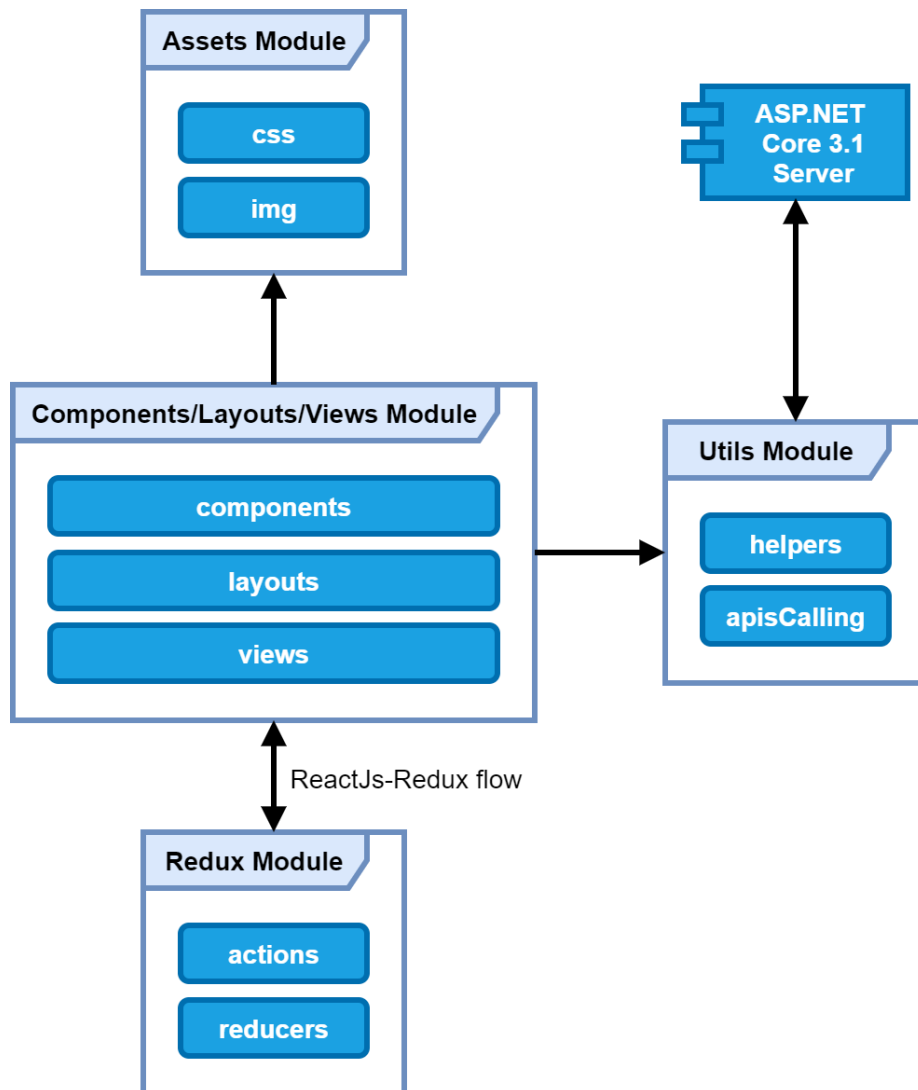 Assets Module
css
img
ASP.NET
Core 3.1
Server
Components/Layouts/Views Module
components
layouts
views
Utils Module
helpers
apisCalling
ReactJs-Redux flow
Redux Module
actions
reducers